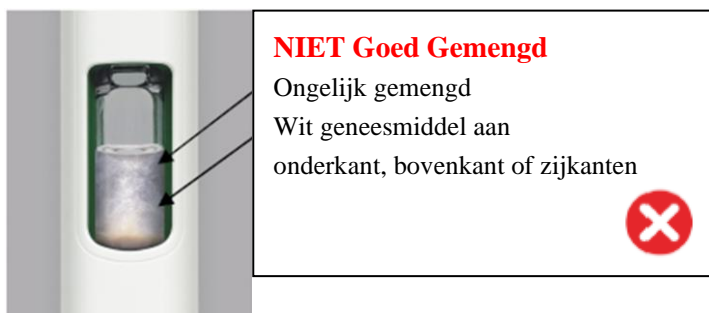 NIET Goed Gemengd
Ongelijk gemengd
Wit geneesmiddel aan
onderkant, bovenkant of zijkanten